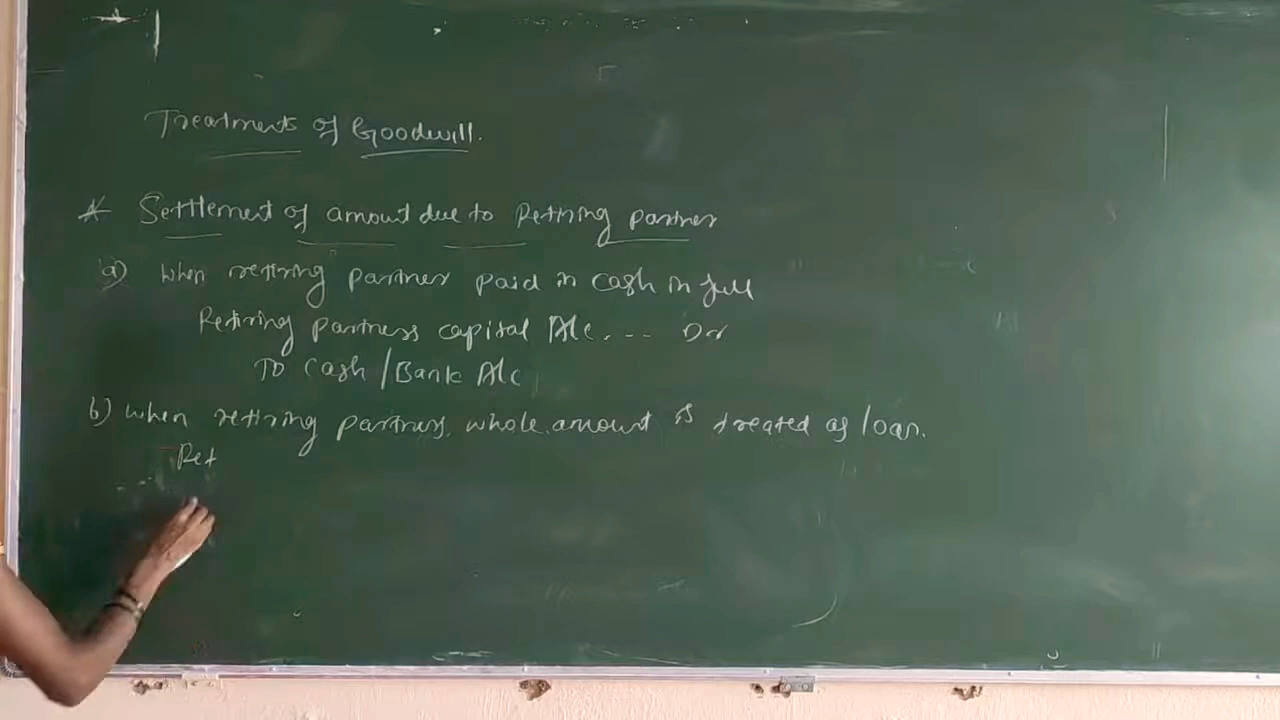 Treatments of Goodwill.
* Settlement of amount due to Retiring partner
a) When retiring partner paid in cash in full
Retiring partners capital A/c. -- Dr
To Cash / Bank A/c
b) When retiring partners whole amount is treated as loan.
Ret